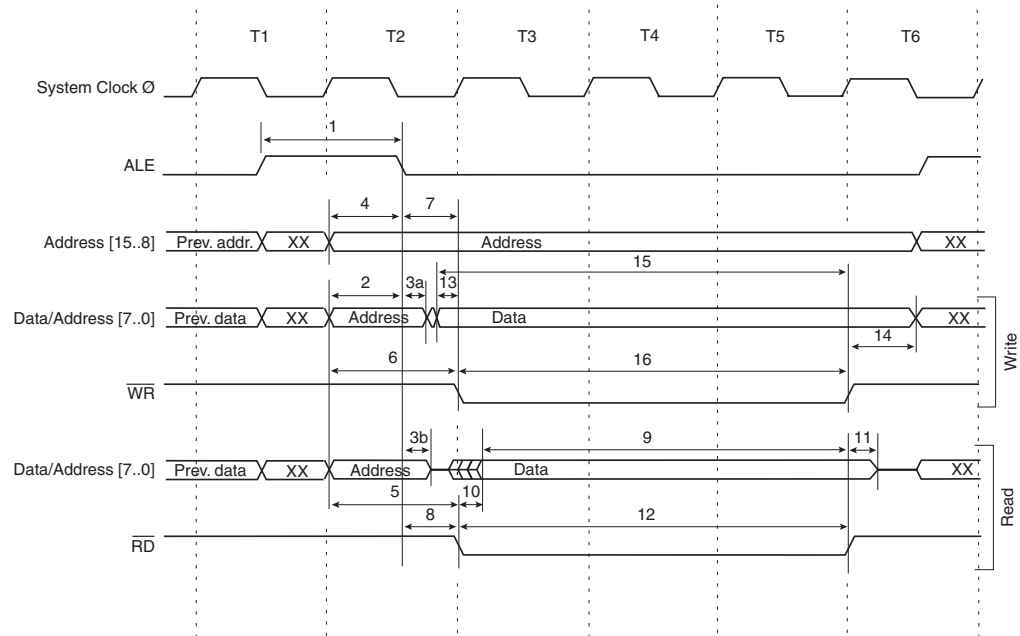 T1 T2 T3 T4 T5 T6
System Clock Ø
1
ALE
4 7
Address [15..8] Prev. addr. XX Address XX
15
2 3a 13
Data/Address [7..0] Prev. data XX Address Data XX
14
6 16
WR
Write
3b 9 11
Data/Address [7..0] Prev. data XX Address Data XX
5 10
8 12
RD
Read